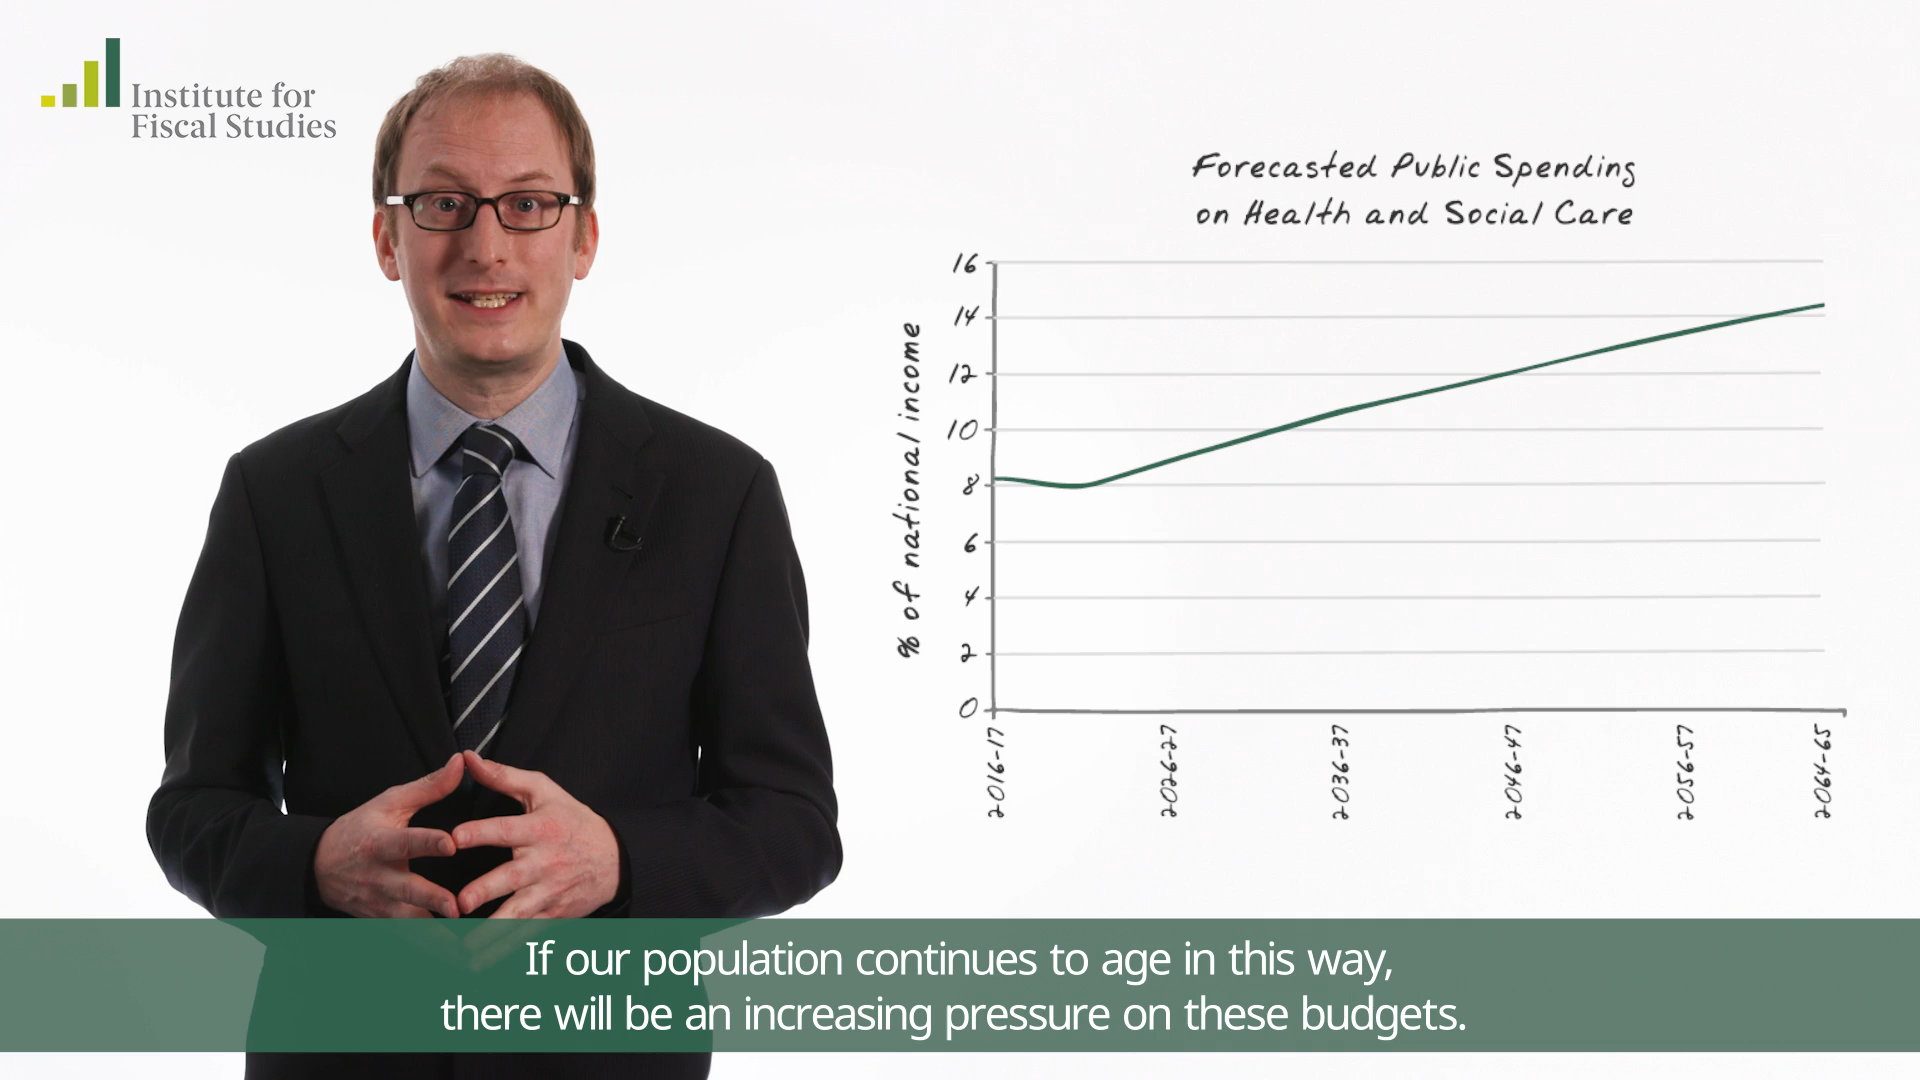 Institute for
Fiscal Studies
Forecasted Public Spending
on Health and Social Care
% of national income
16
14
12
10
8
6
4
2
0
2016-17
2026-27
2036-37
2046-47
2056-57
2064-65
If our population continues to age in this way,
there will be an increasing pressure on these budgets.